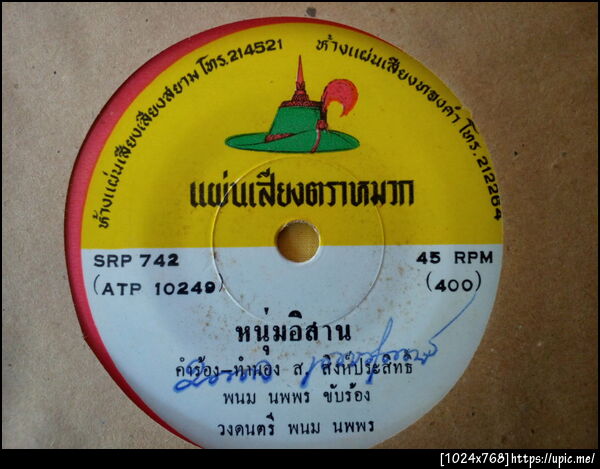 ห้างแผ่นเสียงเสียงสยาม โทร. 214521
ห้างแผ่นเสียงทองคำ โทร. 212264
แผ่นเสียงตราหมวก
SRP 742
(ATP 10249)
45 RPM
(400)
หนุ่มอิสาน
คำร้อง-ทำนอง ส. สิงห์ประสิทธิ
พนม นพพร ขับร้อง
วงดนตรี พนม นพพร
[1024x768]https://upic.me/